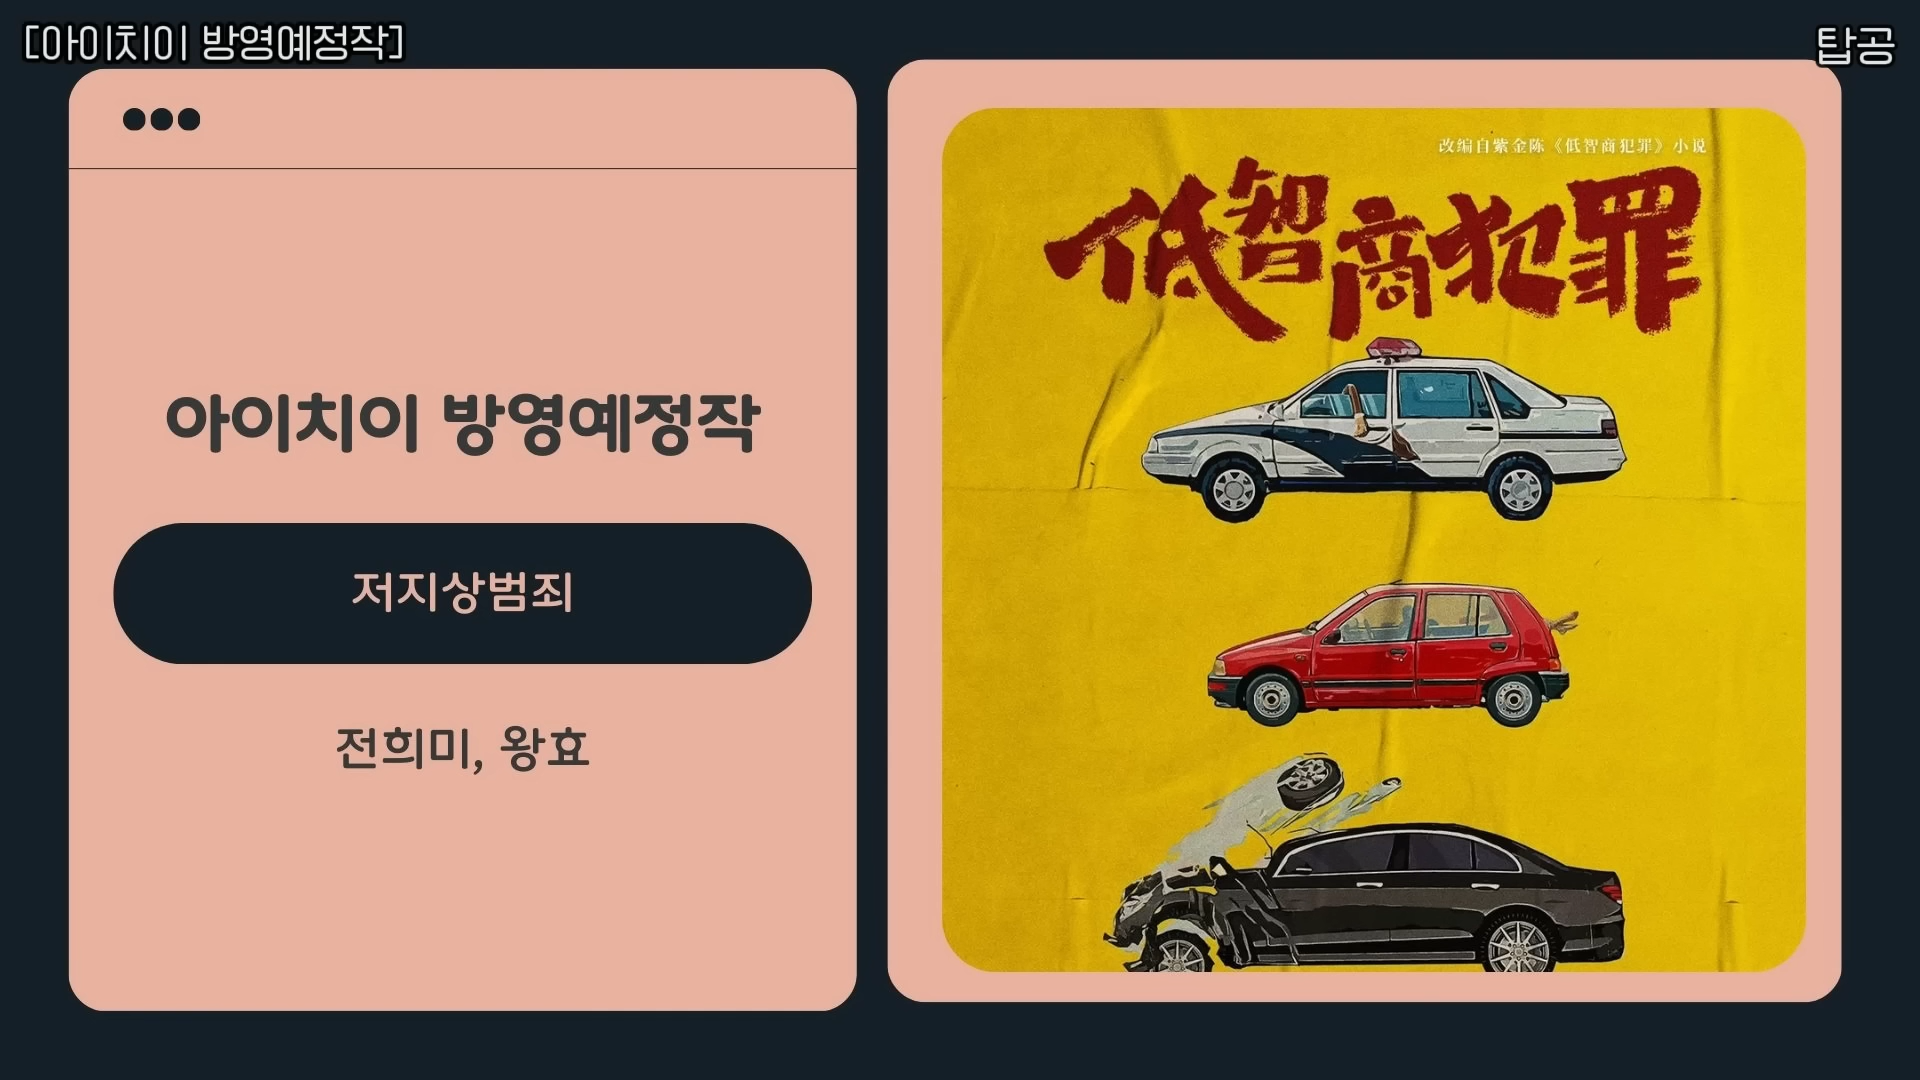 [아이치이 방영예정작]
탑공
아이치이 방영예정작
저지상범죄
전희미, 왕효
改编自紫金陈《低智商犯罪》小说
低智商犯罪